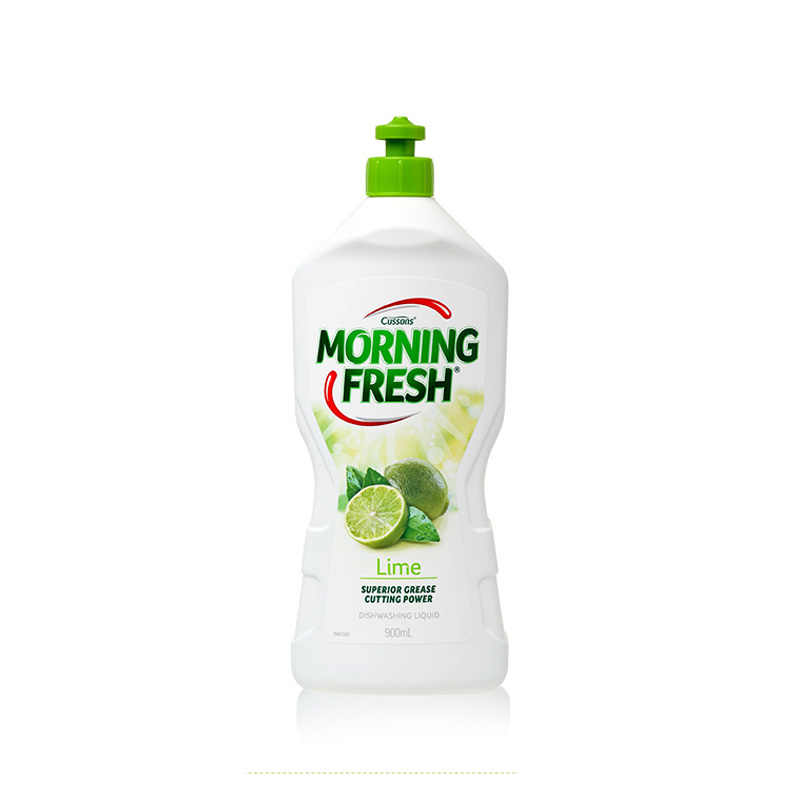 Cussons®
MORNING
FRESH®
Lime
SUPERIOR GREASE
CUTTING POWER
DISHWASHING LIQUID
900mL